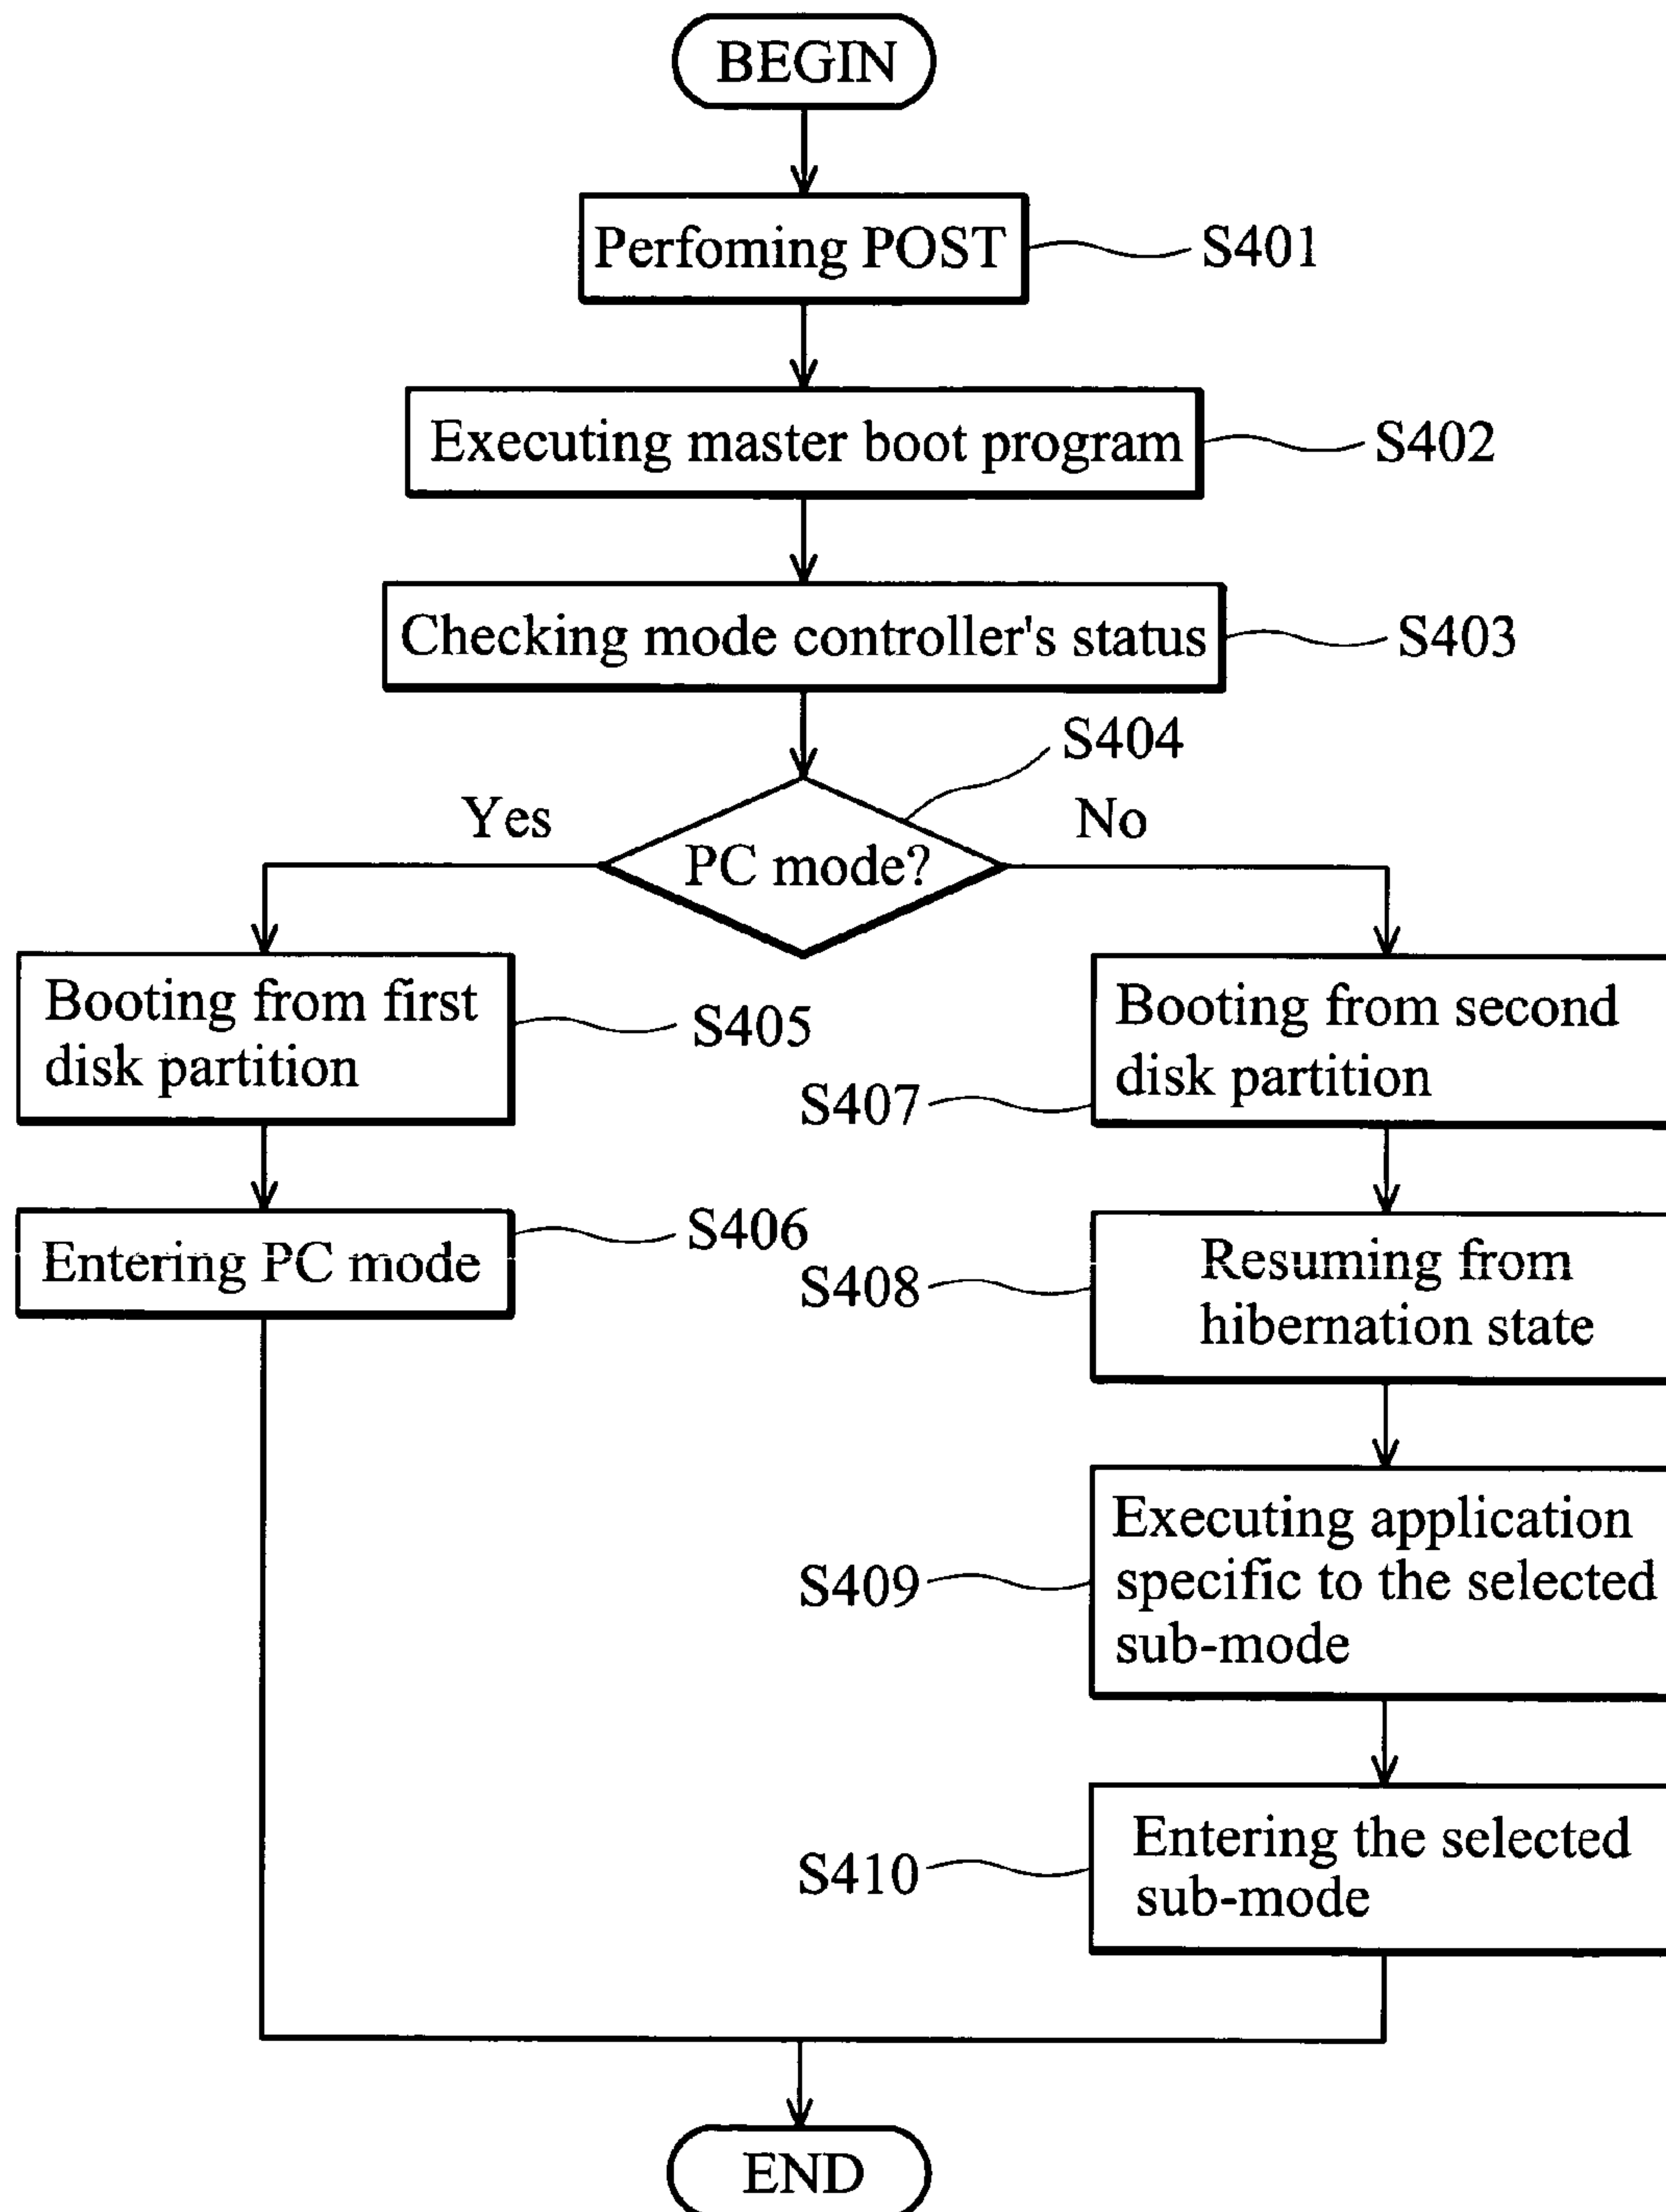 BEGIN
Perfoming POST
S401
Executing master boot program
S402
Checking mode controller's status
S403
S404
Yes
No
PC mode?
Booting from first
disk partition
S405
Entering PC mode
S406
Booting from second
disk partition
S407
Resuming from
hibernation state
S408
Executing application
specific to the selected
sub-mode
S409
Entering the selected
sub-mode
S410
END